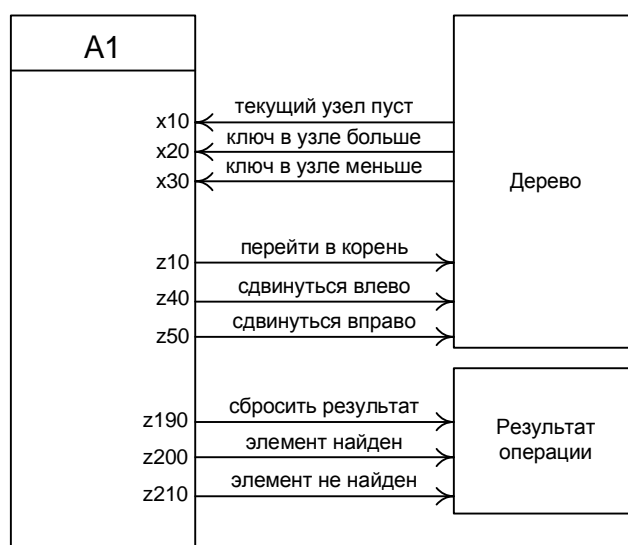 A1
x10 текущий узел пуст
x20 ключ в узле больше
x30 ключ в узле меньше
Дерево
z10 перейти в корень
z40 сдвинуться влево
z50 сдвинуться вправо
z190 сбросить результат
z200 элемент найден
z210 элемент не найден
Результат
операции